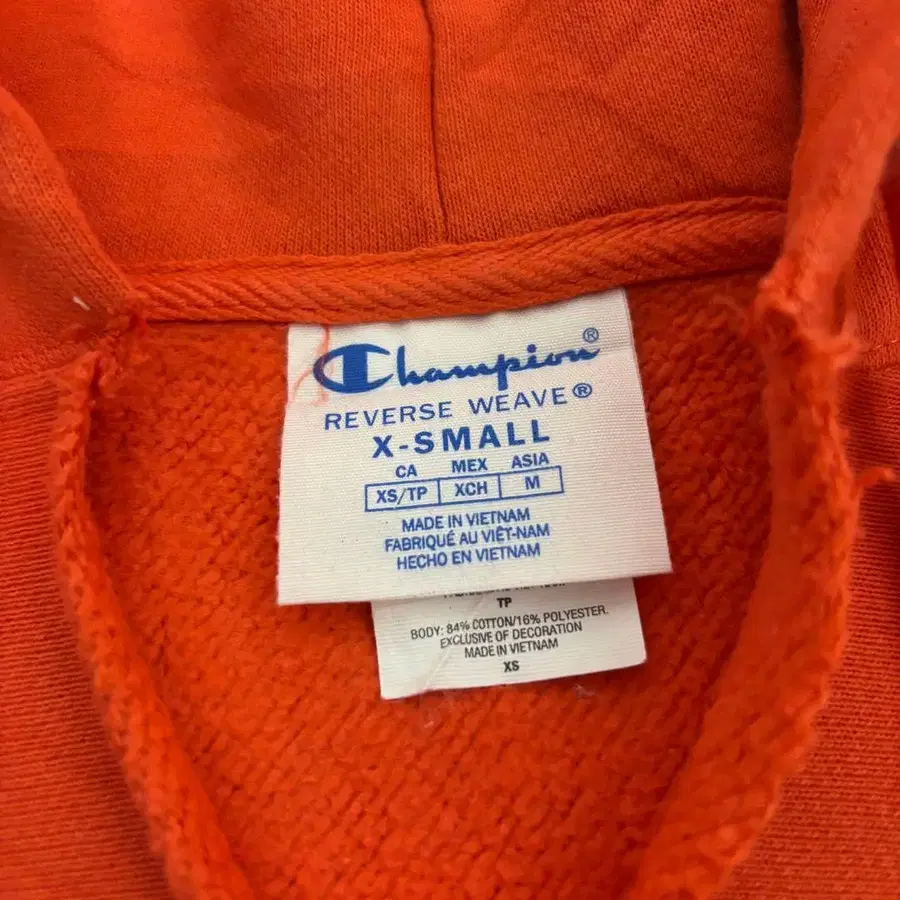 Champion®
REVERSE WEAVE®
X-SMALL
CA MEX ASIA
XS/TP XCH M
MADE IN VIETNAM
FABRIQUÉ AU VIÊT-NAM
HECHO EN VIETNAM
TP
BODY: 84% COTTON/16% POLYESTER.
EXCLUSIVE OF DECORATION
MADE IN VIETNAM
XS